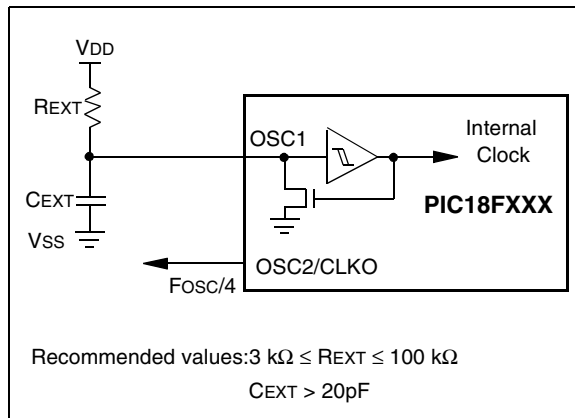 VDD
REXT
OSC1
Internal
Clock
CEXT
PIC18FXXX
VSS
OSC2/CLKO
FOSC/4
Recommended values:3 kΩ ≤ REXT ≤ 100 kΩ
CEXT > 20pF